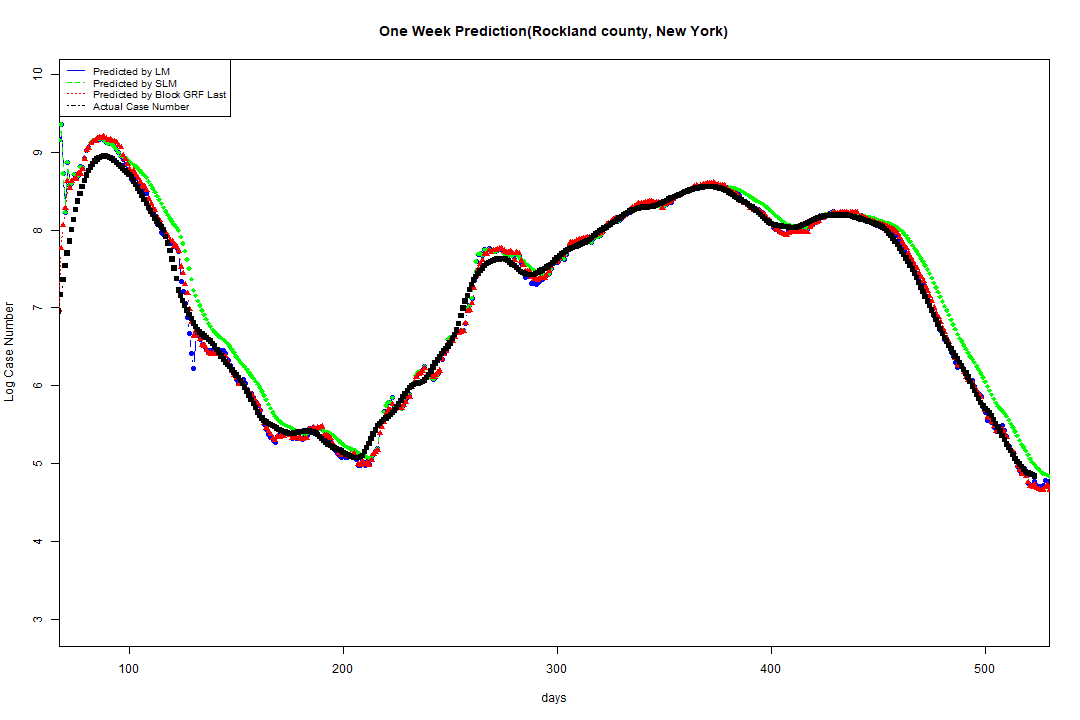 One Week Prediction(Rockland county, New York)
Predicted by LM
Predicted by SLM
Predicted by Block GRF Last
Actual Case Number
10
9
8
7
6
5
4
3
Log Case Number
100 200 300 400 500
days